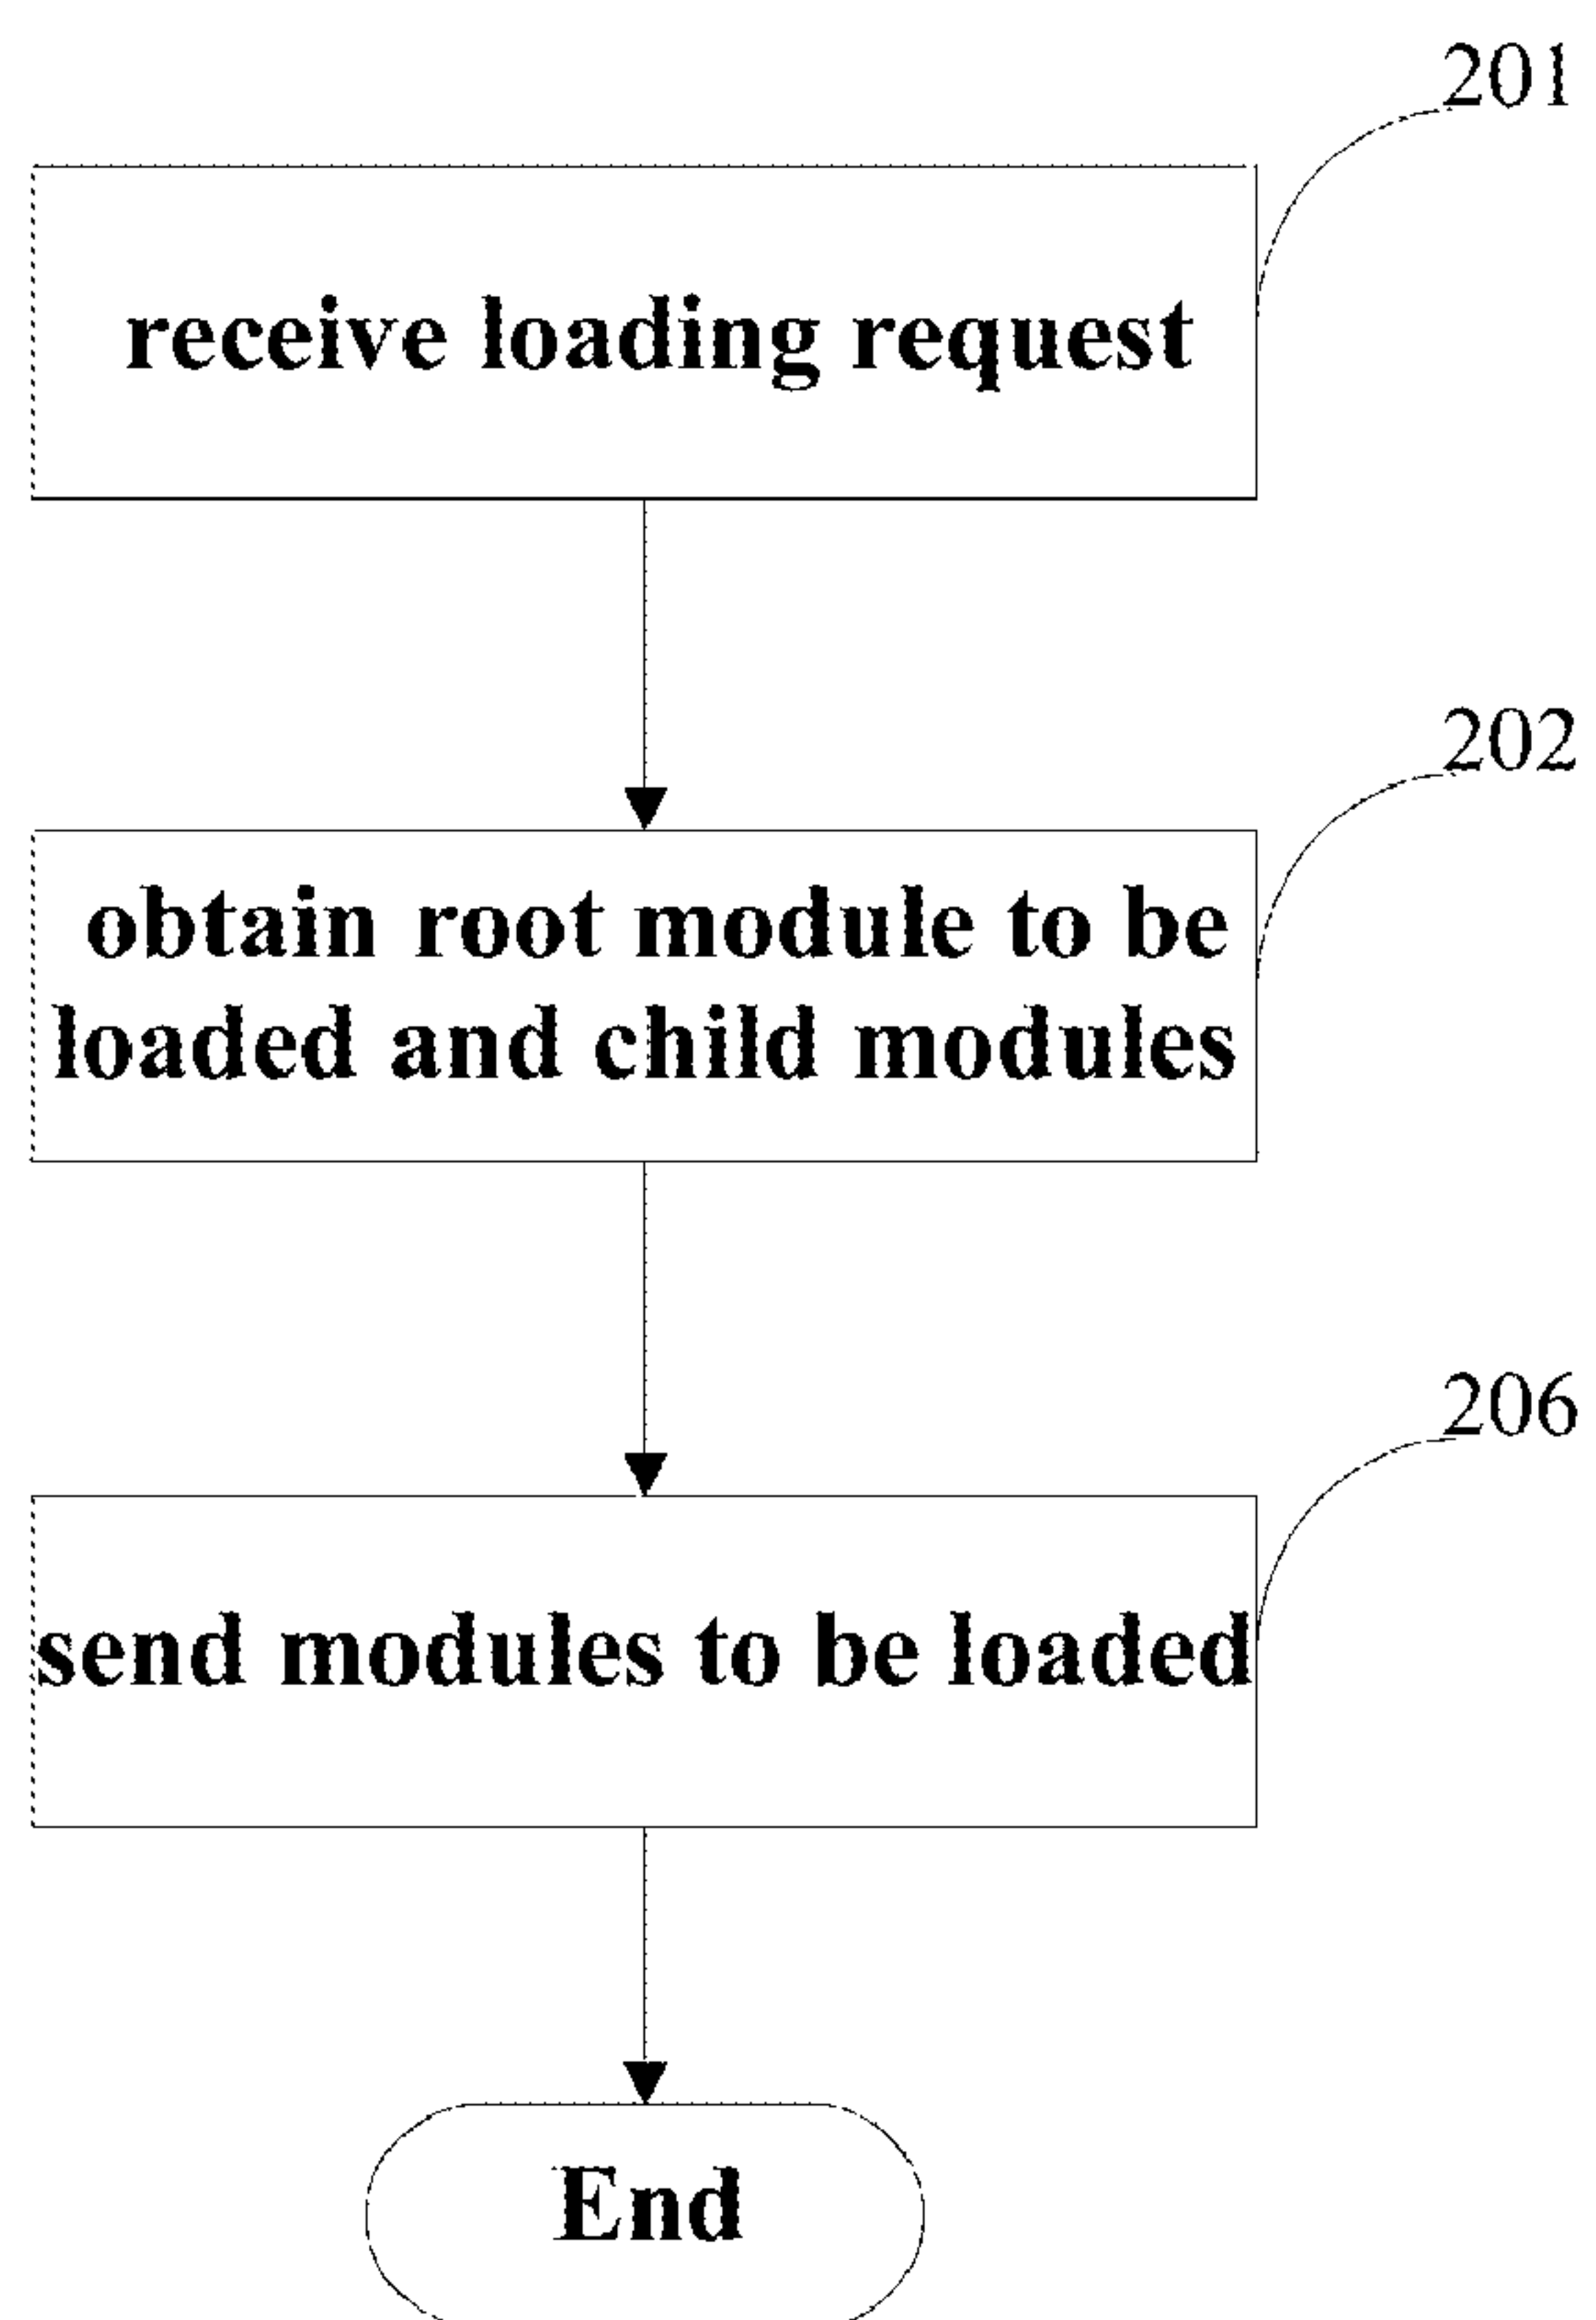 201
receive loading request
202
obtain root module to be
loaded and child modules
206
send modules to be loaded
End